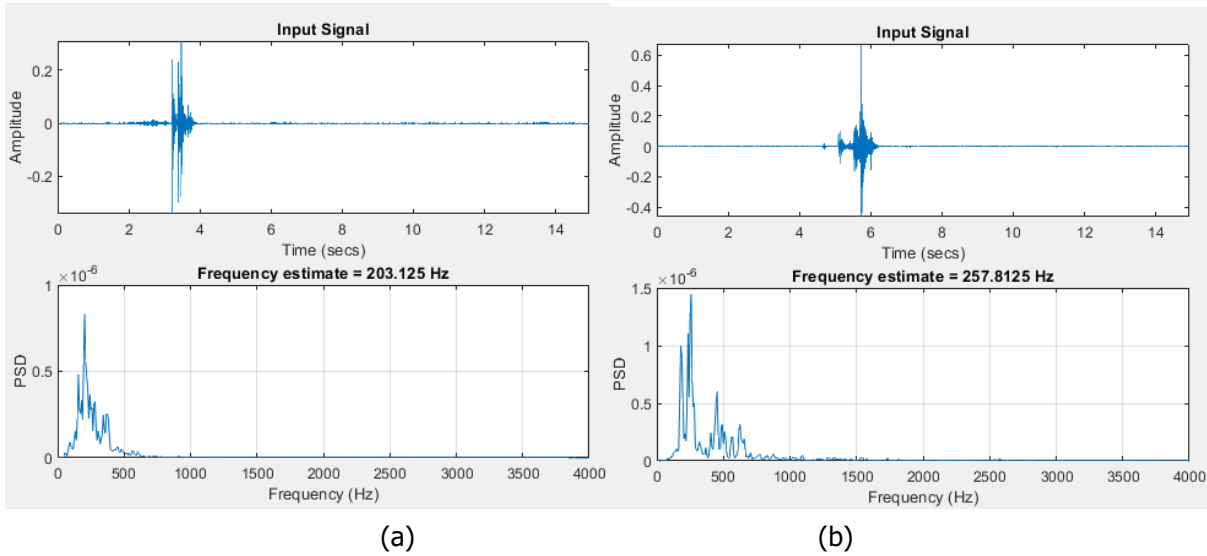 Input Signal
0.2
0
-0.2
Amplitude
0 2 4 6 8 10 12 14
Time (secs)
×10⁻⁶
Frequency estimate = 203.125 Hz
1
0.5
0
PSD
0 500 1000 1500 2000 2500 3000 3500 4000
Frequency (Hz)
(a)
Input Signal
0.6
0.4
0.2
0
-0.2
-0.4
Amplitude
0 2 4 6 8 10 12 14
Time (secs)
×10⁻⁶
Frequency estimate = 257.8125 Hz
1.5
1
0.5
0
PSD
0 500 1000 1500 2000 2500 3000 3500 4000
Frequency (Hz)
(b)